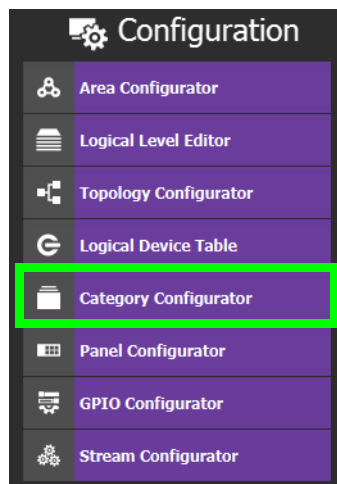 Configuration
Area Configurator
Logical Level Editor
Topology Configurator
Logical Device Table
Category Configurator
Panel Configurator
GPIO Configurator
Stream Configurator